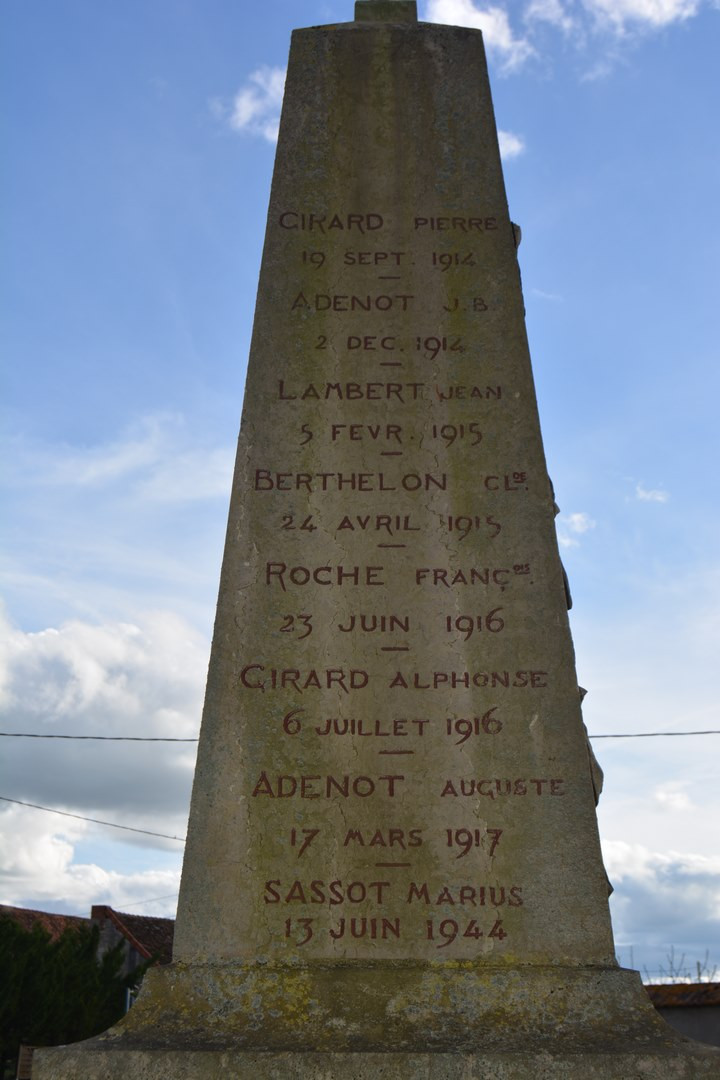 GIRARD PIERRE
19 SEPT. 1914
ADENOT J.B.
2 DEC. 1914
LAMBERT JEAN
5 FEVR. 1915
BERTHELON CLDE.
24 AVRIL 1915
ROCHE FRANÇOIS.
23 JUIN 1916
GIRARD ALPHONSE
6 JUILLET 1916
ADENOT AUGUSTE
17 MARS 1917
SASSOT MARIUS
13 JUIN 1944